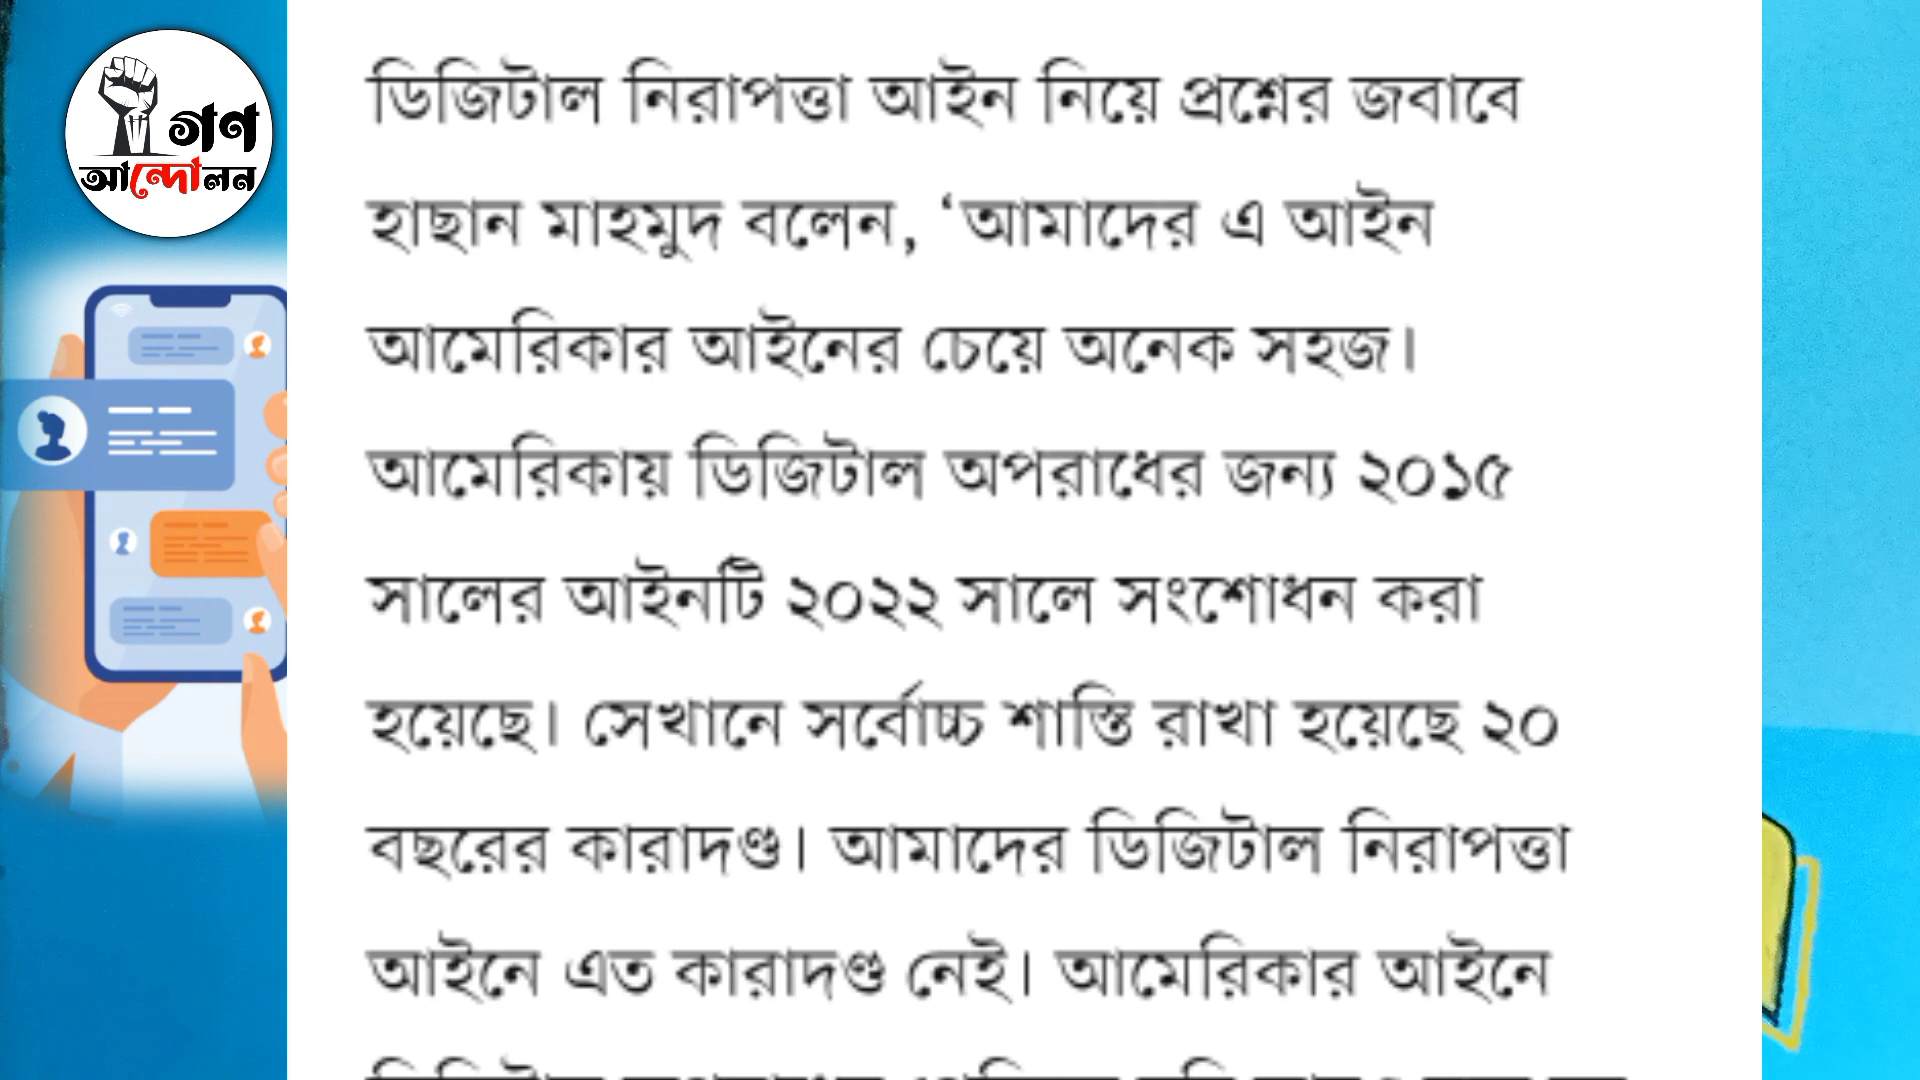 গণ
আন্দোলন
ডিজিটাল নিরাপত্তা আইন নিয়ে প্রশ্নের জবাবে
হাছান মাহমুদ বলেন, ‘আমাদের এ আইন
আমেরিকার আইনের চেয়ে অনেক সহজ।
আমেরিকায় ডিজিটাল অপরাধের জন্য ২০১৫
সালের আইনটি ২০২২ সালে সংশোধন করা
হয়েছে। সেখানে সর্বোচ্চ শাস্তি রাখা হয়েছে ২০
বছরের কারাদণ্ড। আমাদের ডিজিটাল নিরাপত্তা
আইনে এত কারাদণ্ড নেই। আমেরিকার আইনে